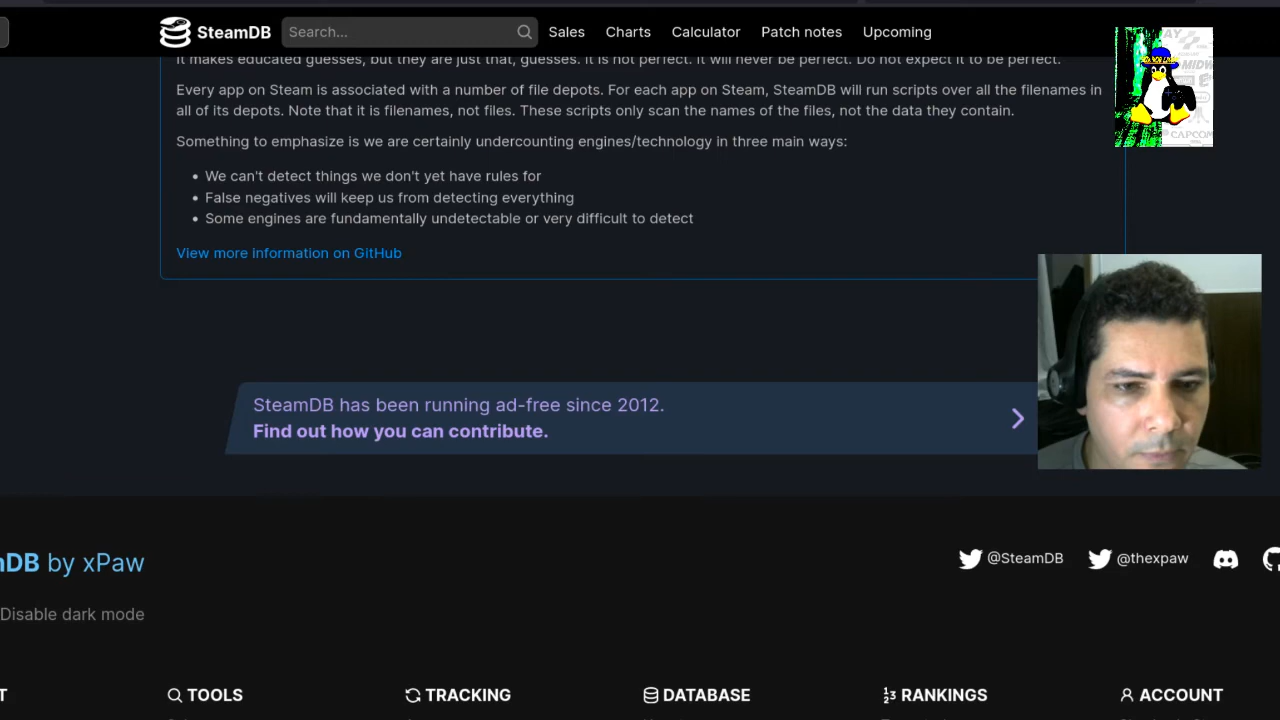 SteamDB Search... Sales Charts Calculator Patch notes Upcoming
It makes educated guesses, but they are just that, guesses. It is not perfect. It will never be perfect. Do not expect it to be perfect.
Every app on Steam is associated with a number of file depots. For each app on Steam, SteamDB will run scripts over all the filenames in
all of its depots. Note that it is filenames, not files. These scripts only scan the names of the files, not the data they contain.
Something to emphasize is we are certainly undercounting engines/technology in three main ways:
• We can't detect things we don't yet have rules for
• False negatives will keep us from detecting everything
• Some engines are fundamentally undetectable or very difficult to detect
View more information on GitHub
CAPCOM
SteamDB has been running ad-free since 2012.
Find out how you can contribute.
mDB by xPaw
@SteamDB @thexpaw
Disable dark mode
T TOOLS TRACKING DATABASE RANKINGS ACCOUNT